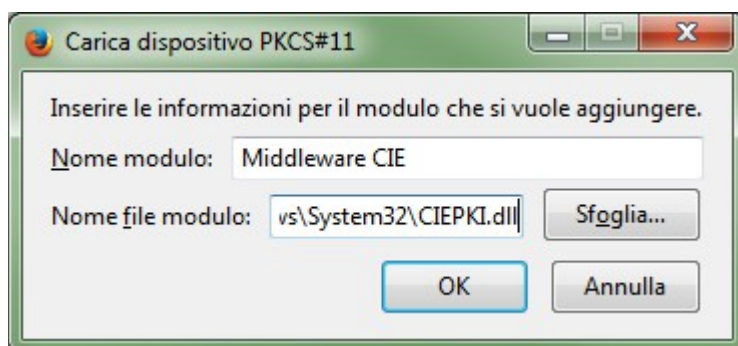 Carica dispositivo PKCS#11
Inserire le informazioni per il modulo che si vuole aggiungere.
Nome modulo: Middleware CIE
Nome file modulo: vs\System32\CIEPKI.dll Sfoglia...
OK Annulla